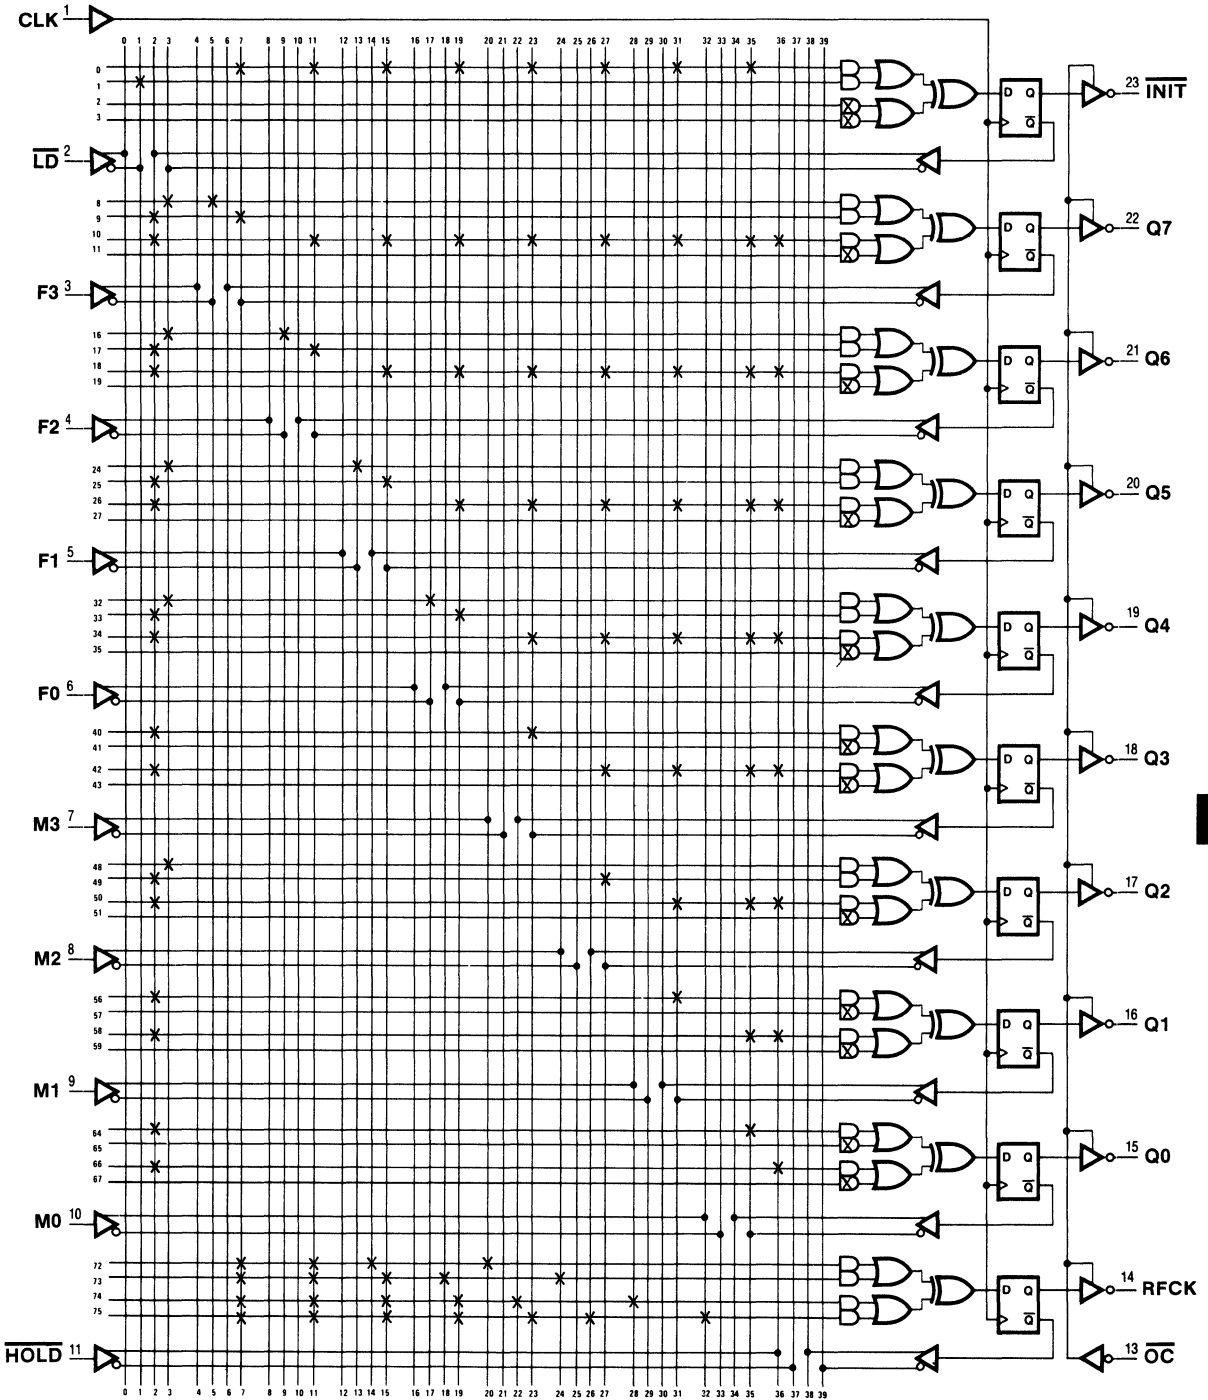 CLK 1
0 1 2 3 4 5 6 7 8 9 10 11 12 13 14 15 16 17 18 19 20 21 22 23 24 25 26 27 28 29 30 31 32 33 34 35 36 37 38 39
0
1
2
3
D Q
Q̅
23 I̅N̅I̅T̅
L̅D̅ 2
8
9
10
11
D Q
Q̅
22 Q7
F3 3
16
17
18
19
D Q
Q̅
21 Q6
F2 4
24
25
26
27
D Q
Q̅
20 Q5
F1 5
32
33
34
35
D Q
Q̅
19 Q4
F0 6
40
41
42
43
D Q
Q̅
18 Q3
M3 7
48
49
50
51
D Q
Q̅
17 Q2
M2 8
56
57
58
59
D Q
Q̅
16 Q1
M1 9
64
65
66
67
D Q
Q̅
15 Q0
M0 10
72
73
74
75
D Q
Q̅
14 RFCK
H̅O̅L̅D̅ 11
13 O̅C̅
0 1 2 3 4 5 6 7 8 9 10 11 12 13 14 15 16 17 18 19 20 21 22 23 24 25 26 27 28 29 30 31 32 33 34 35 36 37 38 39